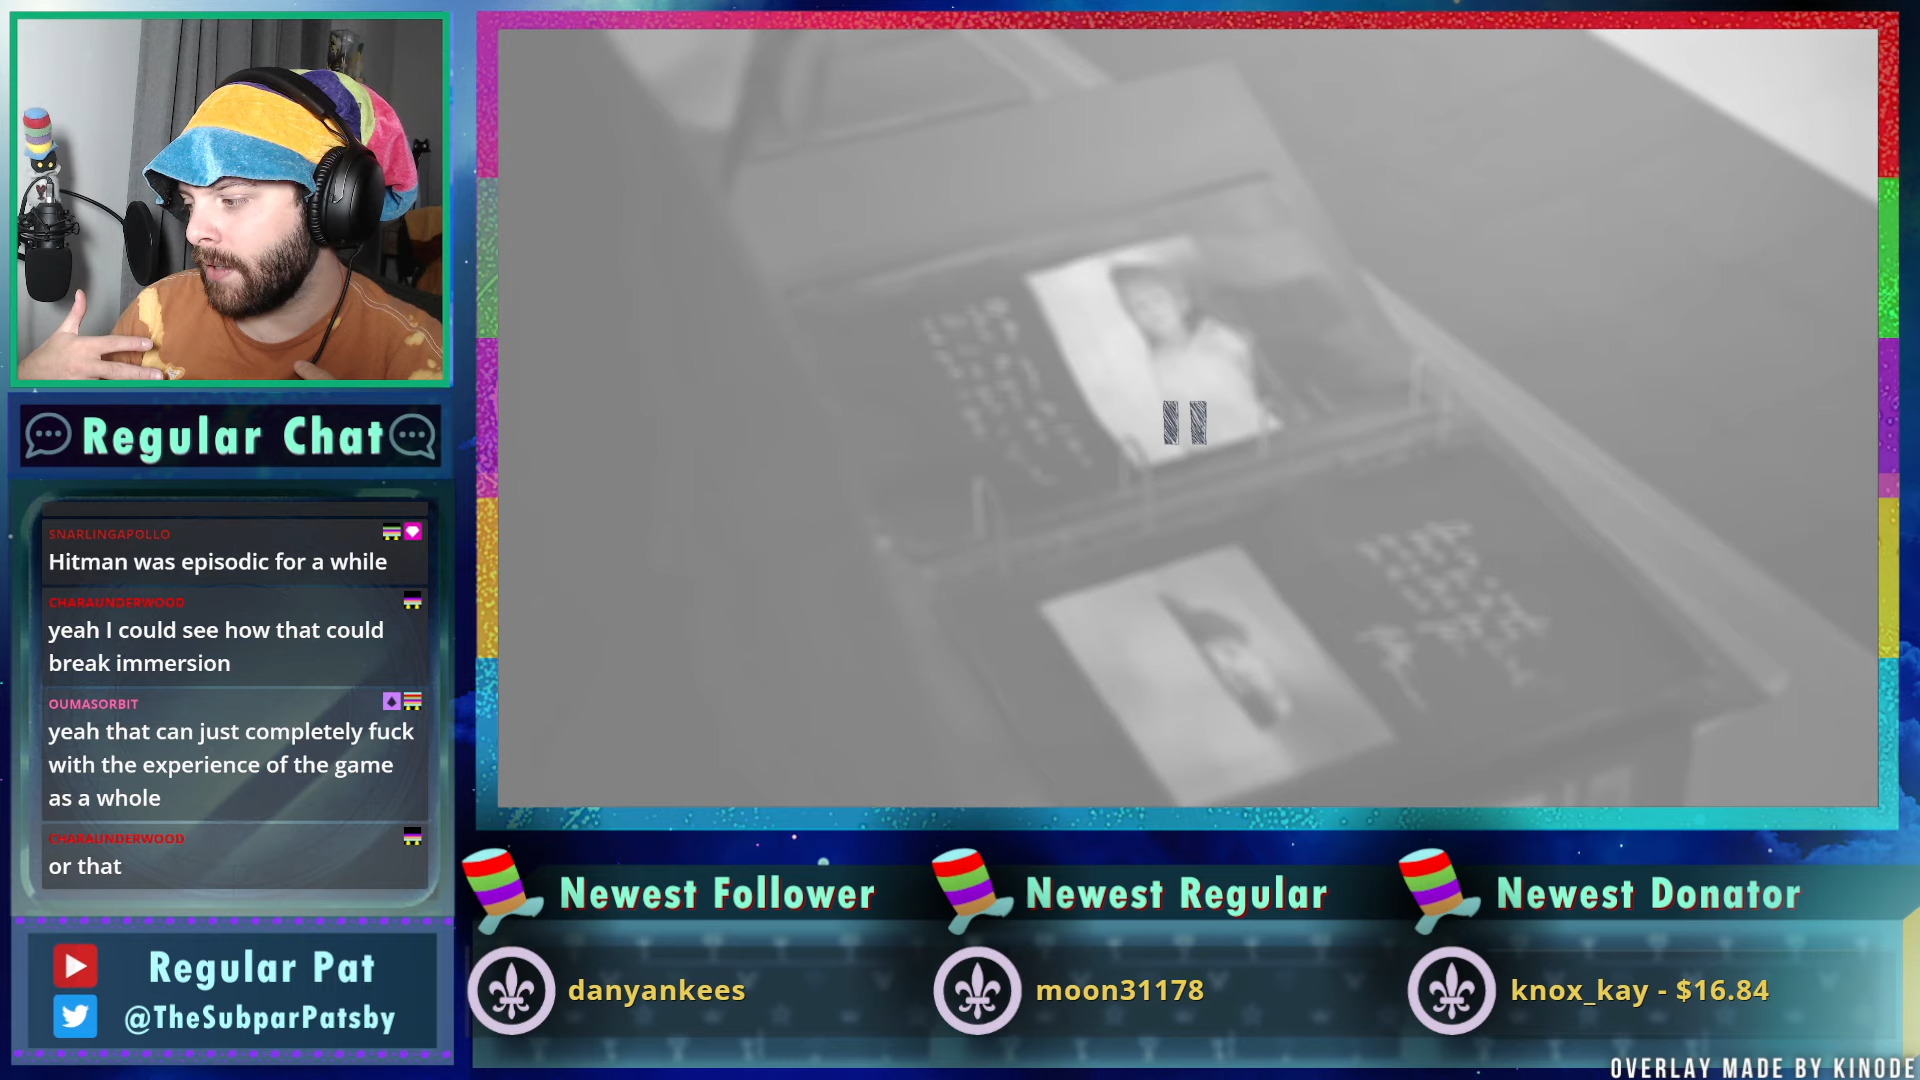 Regular Chat
SNARLINGAPOLLO
Hitman was episodic for a while
CHARAUNDERWOOD
yeah I could see how that could
break immersion
OUMASORBIT
yeah that can just completely fuck
with the experience of the game
as a whole
CHARAUNDERWOOD
or that
Regular Pat
@TheSubparPatsby
Newest Follower
danyankees
Newest Regular
moon31178
Newest Donator
knox_kay - $16.84
OVERLAY MADE BY KINODE